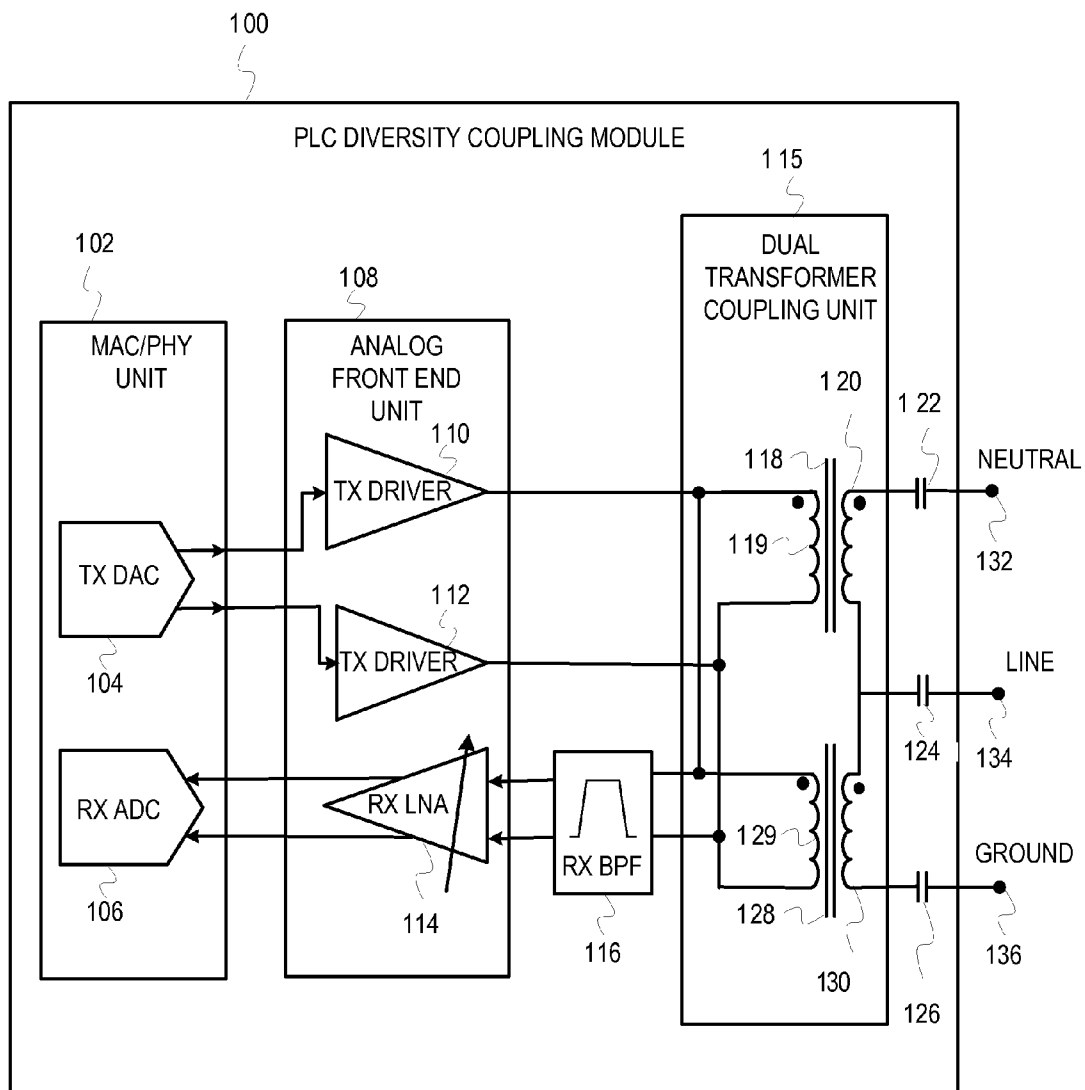 100
PLC DIVERSITY COUPLING MODULE
115
DUAL
TRANSFORMER
COUPLING UNIT
102
108
MAC/PHY
UNIT
ANALOG
FRONT END
UNIT
110
TX DRIVER
118
120
122
NEUTRAL
119
132
TX DAC
112
TX DRIVER
104
LINE
124
134
RX ADC
RX LNA
RX BPF
129
GROUND
106
114
116
128
130
126
136